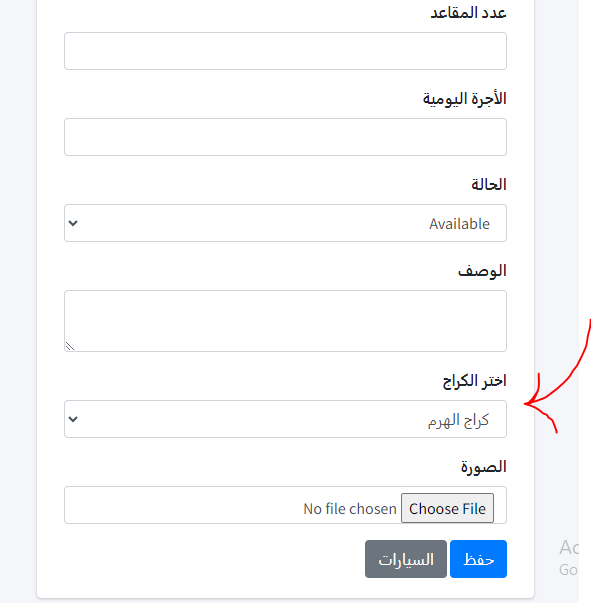 عدد المقاعد
الأجرة اليومية
الحالة
Available
الوصف
اختر الكراج
كراج الهرم
الصورة
Choose File No file chosen
حفظ السيارات
Ac
Go